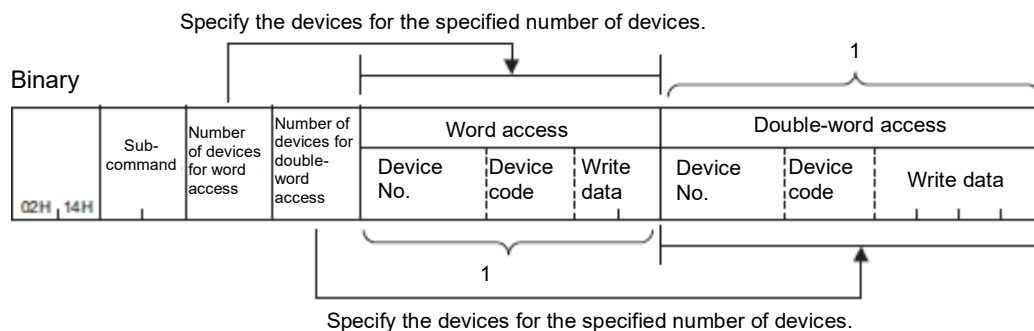 Specify the devices for the specified number of devices.
1
Binary
Sub-
command
Number
of devices
for word
access
Number of
devices for
double-
word
access
Word access
Double-word access
Device
No.
Device
code
Write
data
Device
No.
Device
code
Write data
02H 14H
1
Specify the devices for the specified number of devices.